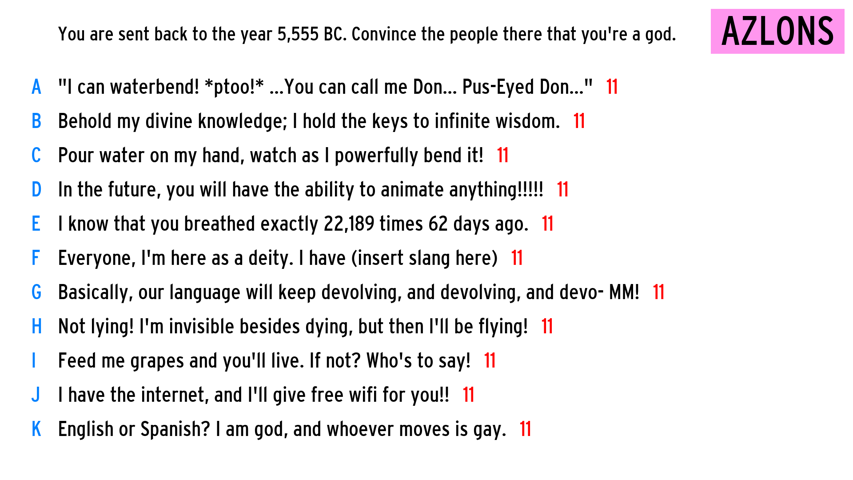 You are sent back to the year 5,555 BC. Convince the people there that you're a god.
AZLONS
A "I can waterbend! *ptoo!* ...You can call me Don... Pus-Eyed Don..." 11
B Behold my divine knowledge; I hold the keys to infinite wisdom. 11
C Pour water on my hand, watch as I powerfully bend it! 11
D In the future, you will have the ability to animate anything!!!!! 11
E I know that you breathed exactly 22,189 times 62 days ago. 11
F Everyone, I'm here as a deity. I have (insert slang here) 11
G Basically, our language will keep devolving, and devolving, and devo- MM! 11
H Not lying! I'm invisible besides dying, but then I'll be flying! 11
I Feed me grapes and you'll live. If not? Who's to say! 11
J I have the internet, and I'll give free wifi for you!! 11
K English or Spanish? I am god, and whoever moves is gay. 11